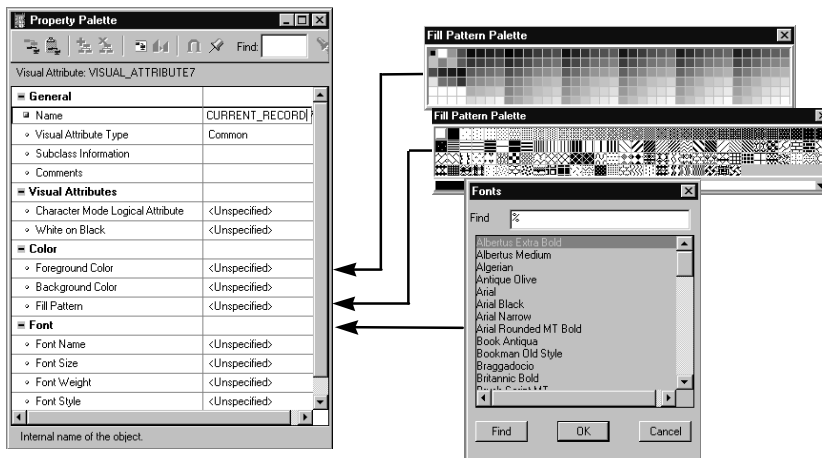 Property Palette
Find:
Visual Attribute: VISUAL_ATTRIBUTE7
General
Name CURRENT_RECORD
Visual Attribute Type Common
Subclass Information
Comments
Visual Attributes
Character Mode Logical Attribute <Unspecified>
White on Black <Unspecified>
Color
Foreground Color <Unspecified>
Background Color <Unspecified>
Fill Pattern <Unspecified>
Font
Font Name <Unspecified>
Font Size <Unspecified>
Font Weight <Unspecified>
Font Style <Unspecified>
Internal name of the object.
Fill Pattern Palette
Fill Pattern Palette
Fonts
Find %
Albertus Extra Bold
Albertus Medium
Algerian
Antique Olive
Arial
Arial Black
Arial Narrow
Arial Rounded MT Bold
Book Antiqua
Bookman Old Style
Braggadocio
Britannic Bold
Brush Script MT
Find OK Cancel